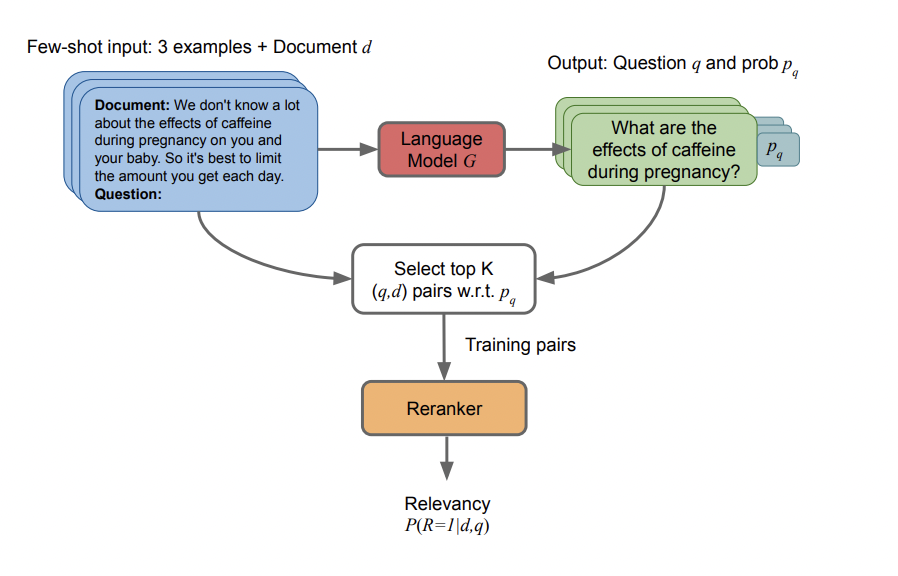 Few-shot input: 3 examples + Document d
Output: Question q and prob p_q
Document: We don't know a lot
about the effects of caffeine
during pregnancy on you and
your baby. So it's best to limit
the amount you get each day.
Question:
Language
Model G
What are the
effects of caffeine
during pregnancy?
p_q
Select top K
(q,d) pairs w.r.t. p_q
Training pairs
Reranker
Relevancy
P(R=1|d,q)